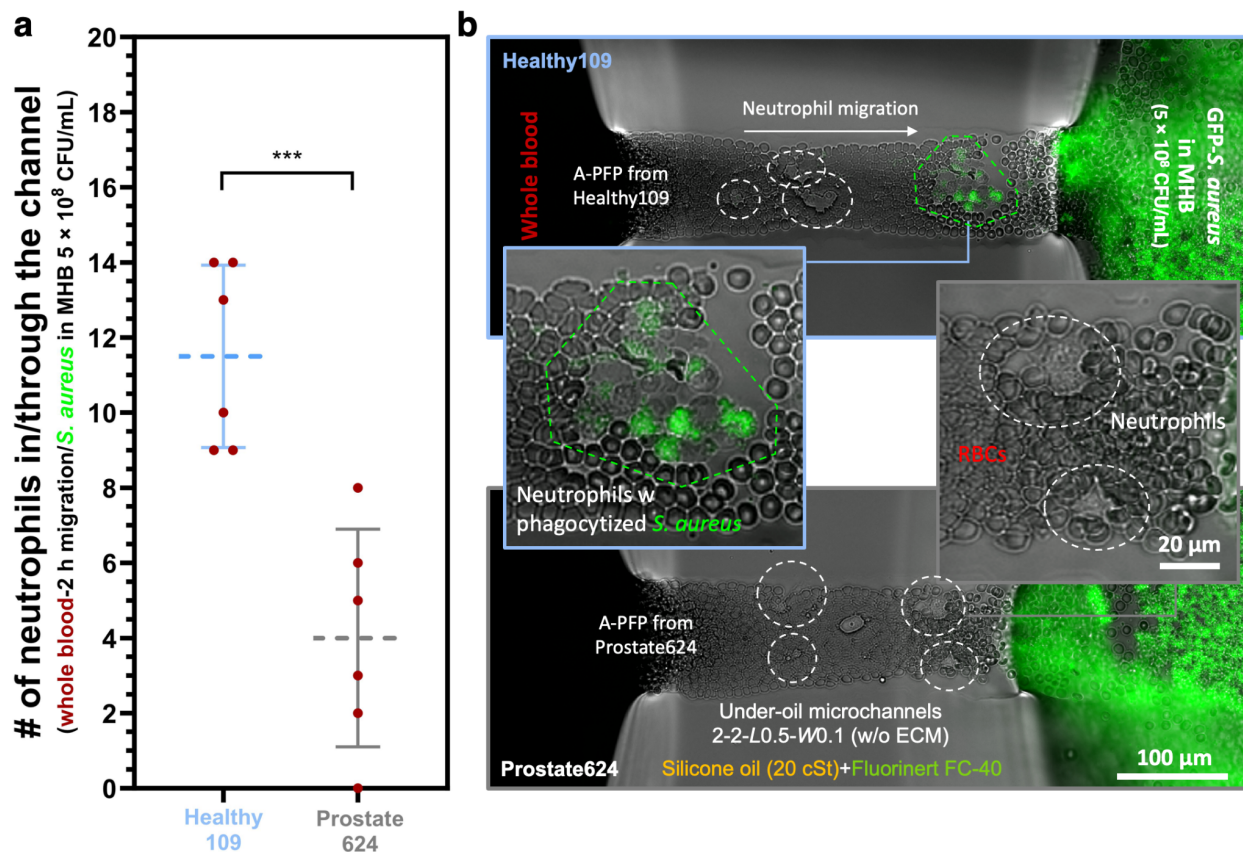 a
# of neutrophils in/through the channel
(whole blood-2 h migration/S. aureus in MHB 5 × 10⁸ CFU/mL)
20
18
16
14
12
10
8
6
4
2
0
***
Healthy
109
Prostate
624
b
Healthy109
Whole blood
Neutrophil migration
A-PFP from
Healthy109
GFP-S. aureus
in MHB
(5 × 10⁸ CFU/mL)
Neutrophils w
phagocytized S. aureus
Neutrophils
RBCs
20 µm
A-PFP from
Prostate624
Under-oil microchannels
2-2-L0.5-W0.1 (w/o ECM)
Prostate624
Silicone oil (20 cSt)+Fluorinert FC-40
100 µm